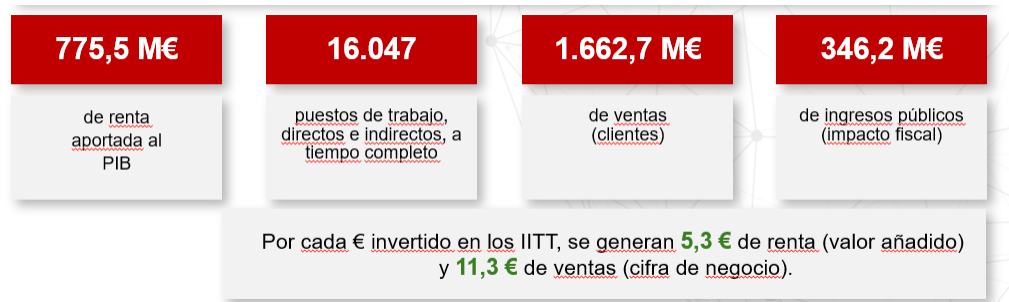 775,5 M€
de renta
aportada al
PIB
16.047
puestos de trabajo,
directos e indirectos, a
tiempo completo
1.662,7 M€
de ventas
(clientes)
346,2 M€
de ingresos públicos
(impacto fiscal)
Por cada € invertido en los IITT, se generan 5,3 € de renta (valor añadido)
y 11,3 € de ventas (cifra de negocio).